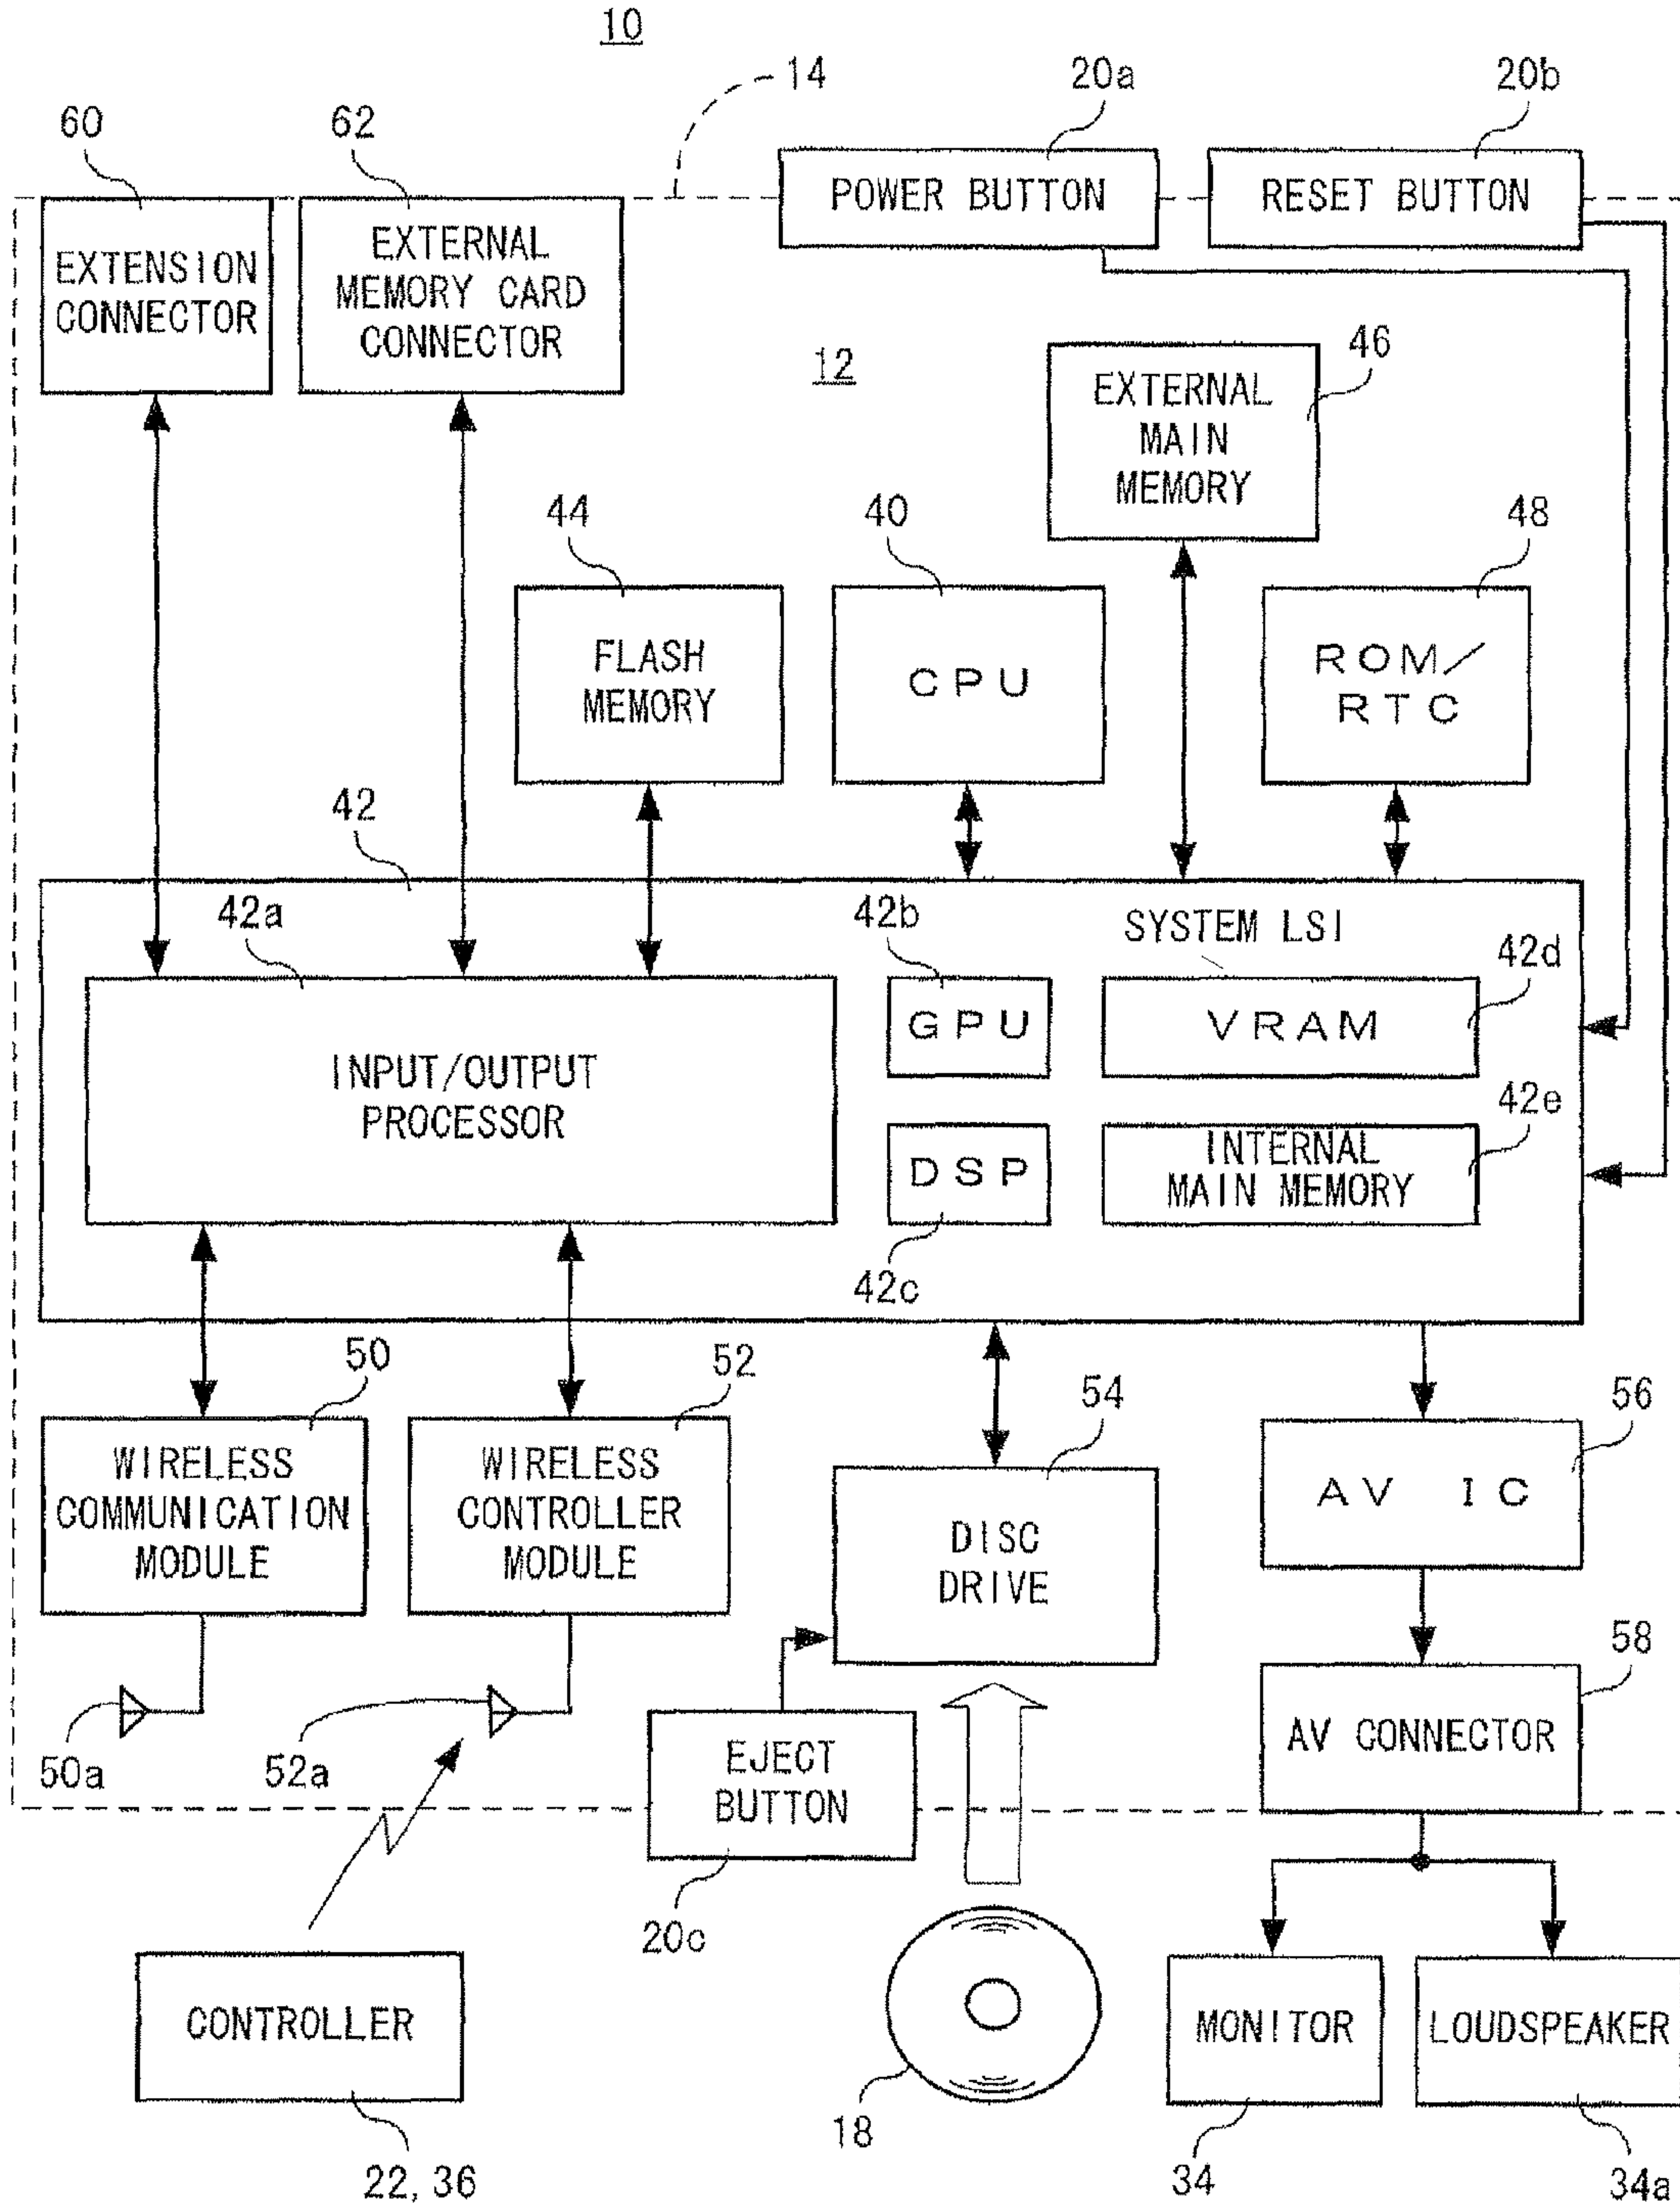 10
14
20a
20b
60
62
POWER BUTTON
RESET BUTTON
EXTENSION
CONNECTOR
EXTERNAL
MEMORY CARD
CONNECTOR
12
46
EXTERNAL
MAIN
MEMORY
44
40
48
FLASH
MEMORY
CPU
ROM/
RTC
42
42a
42b
SYSTEM LSI
42d
GPU
VRAM
INPUT/OUTPUT
PROCESSOR
42e
DSP
INTERNAL
MAIN MEMORY
42c
50
52
54
56
WIRELESS
COMMUNICATION
MODULE
WIRELESS
CONTROLLER
MODULE
DISC
DRIVE
AV IC
58
50a
52a
EJECT
BUTTON
AV CONNECTOR
20c
CONTROLLER
MONITOR
LOUDSPEAKER
18
22, 36
34
34a